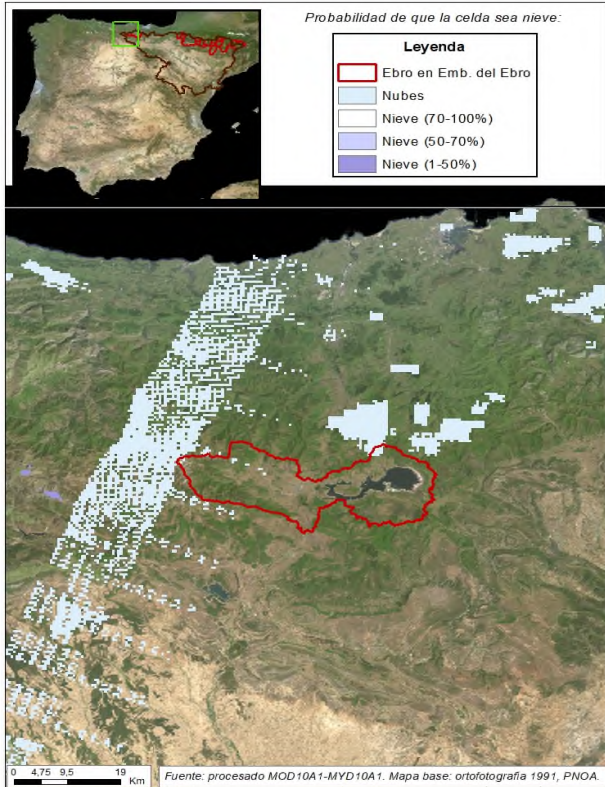 Probabilidad de que la celda sea nieve:
Leyenda
Ebro en Emb. del Ebro
Nubes
Nieve (70-100%)
Nieve (50-70%)
Nieve (1-50%)
0 4,75 9,5 19
Km
Fuente: procesado MOD10A1-MYD10A1. Mapa base: ortofotografía 1991, PNOA.